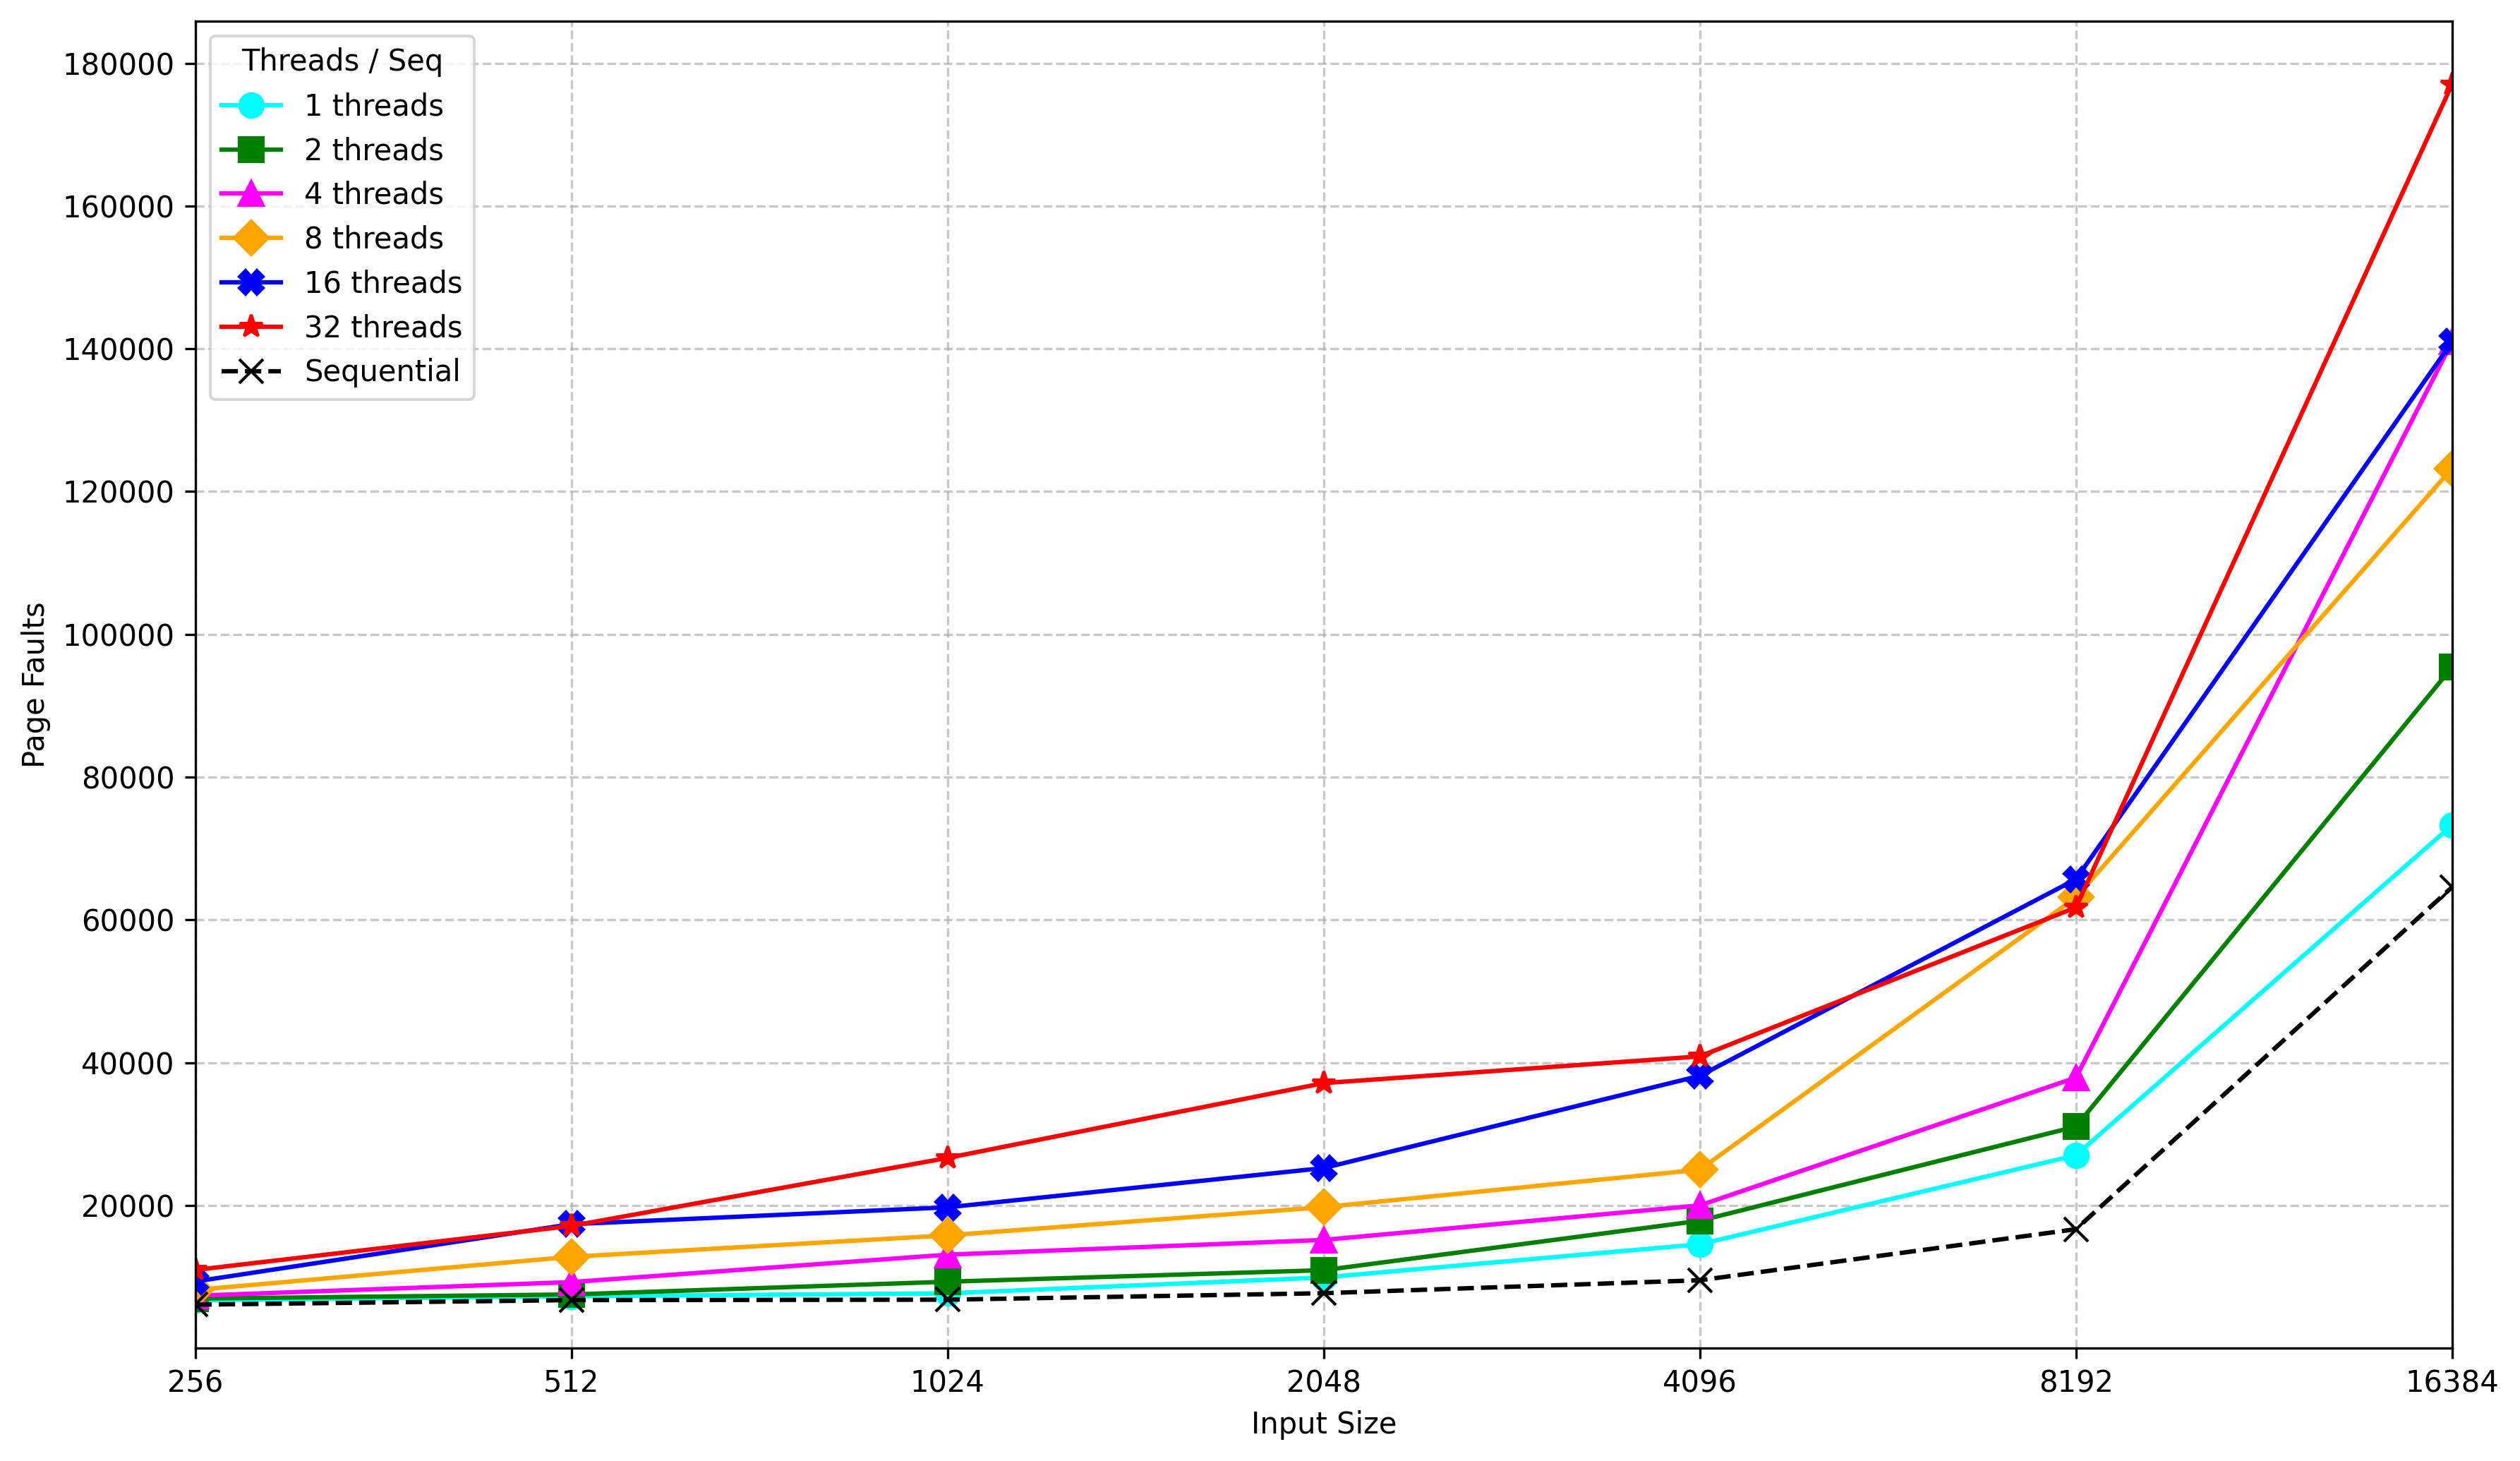 Threads / Seq
1 threads
2 threads
4 threads
8 threads
16 threads
32 threads
Sequential
Page Faults
180000
160000
140000
120000
100000
80000
60000
40000
20000
256 512 1024 2048 4096 8192 16384
Input Size